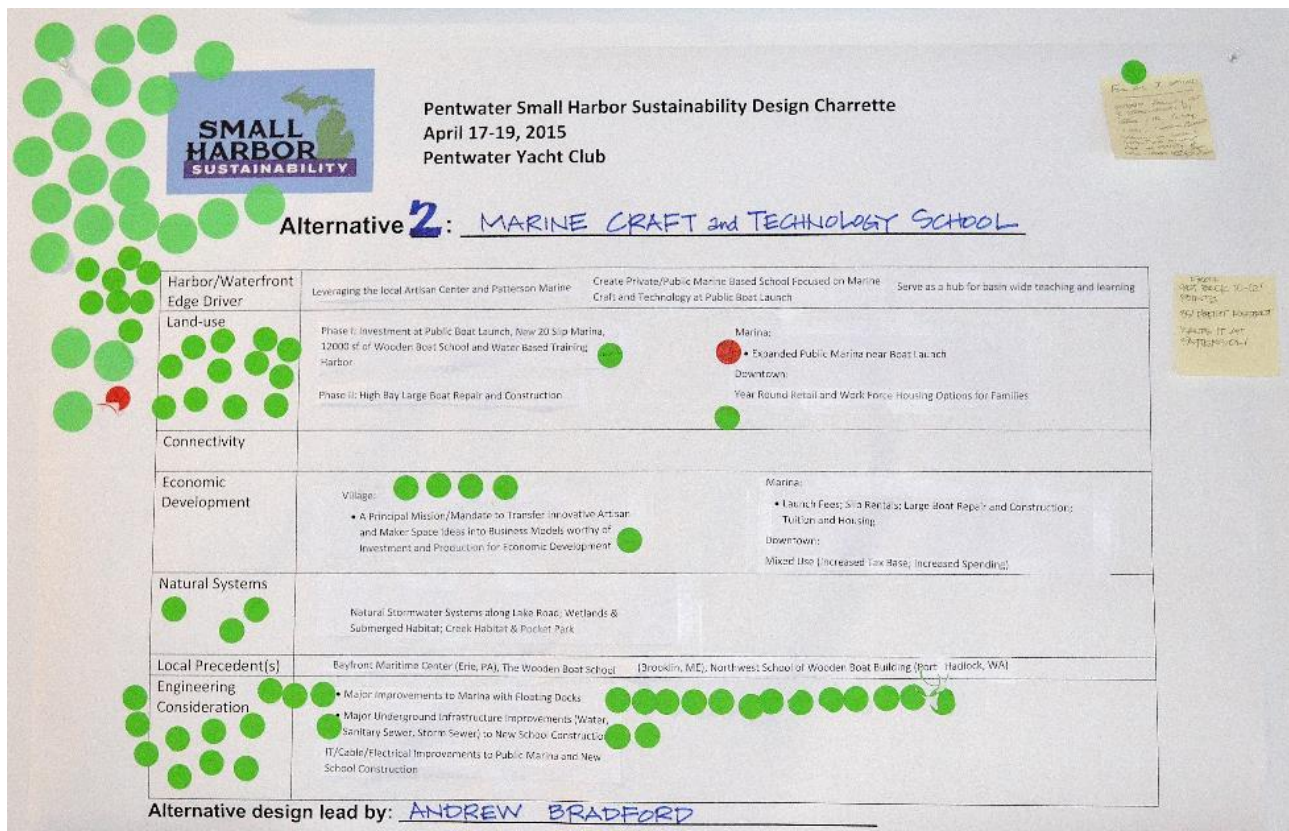 SMALL
HARBOR
SUSTAINABILITY
Pentwater Small Harbor Sustainability Design Charrette
April 17-19, 2015
Pentwater Yacht Club
Alternative 2: MARINE CRAFT and TECHNOLOGY SCHOOL
Harbor/Waterfront
Edge Driver
Leveraging the local Artisan Center and Patterson Marine
Create Private/Public Marine Based School Focused on Marine
Craft and Technology at Public Boat Launch
Serve as a hub for basin wide teaching and learning
Land-use
Phase I: Investment at Public Boat Launch, New 20 Slip Marina,
12000 sf of Wooden Boat School and Water Based Training
Harbor
Phase II: High Bay Large Boat Repair and Construction
Marina:
• Expanded Public Marina near Boat Launch
Downtown:
Year Round Retail and Work Force Housing Options for Families
Connectivity
Economic
Development
Village:
• A Principal Mission/Mandate to Transfer Innovative Artisan
and Maker Space Ideas into Business Models worthy of
Investment and Production for Economic Development
Marina:
• Launch Fees; Slip Rentals; Large Boat Repair and Construction;
Tuition and Housing
Downtown:
Mixed Use (Increased Tax Base; Increased Spending)
Natural Systems
Natural Stormwater Systems along Lake Road; Wetlands &
Submerged Habitat; Creek Habitat & Pocket Park
Local Precedent(s)
Bayfront Maritime Center (Erie, PA), The Wooden Boat School (Brooklin, ME), Northwest School of Wooden Boat Building (Port Hadlock, WA)
Engineering
Consideration
• Major Improvements to Marina with Floating Docks
• Major Underground Infrastructure Improvements (Water,
Sanitary Sewer, Storm Sewer) to New School Construction
IT/Cable/Electrical Improvements to Public Marina and New
School Construction
Alternative design lead by: ANDREW BRADFORD